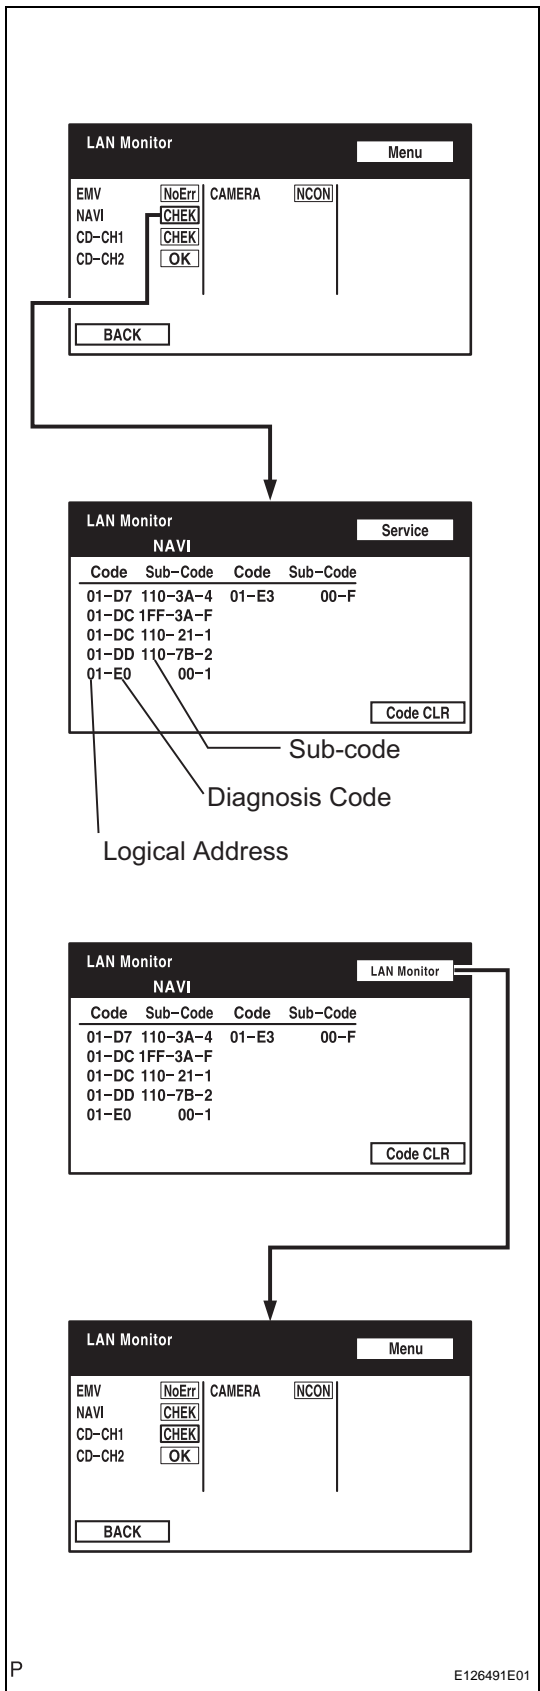 LAN Monitor
Menu
EMV NoErr CAMERA NCON
NAVI CHEK
CD-CH1 CHEK
CD-CH2 OK
BACK
LAN Monitor
Service
NAVI
Code Sub-Code Code Sub-Code
01-D7 110-3A-4 01-E3 00-F
01-DC 1FF-3A-F
01-DC 110-21-1
01-DD 110-7B-2
01-E0 00-1
Code CLR
Sub-code
Diagnosis Code
Logical Address
LAN Monitor
LAN Monitor
NAVI
Code Sub-Code Code Sub-Code
01-D7 110-3A-4 01-E3 00-F
01-DC 1FF-3A-F
01-DC 110-21-1
01-DD 110-7B-2
01-E0 00-1
Code CLR
LAN Monitor
Menu
EMV NoErr CAMERA NCON
NAVI CHEK
CD-CH1 CHEK
CD-CH2 OK
BACK
P
E126491E01